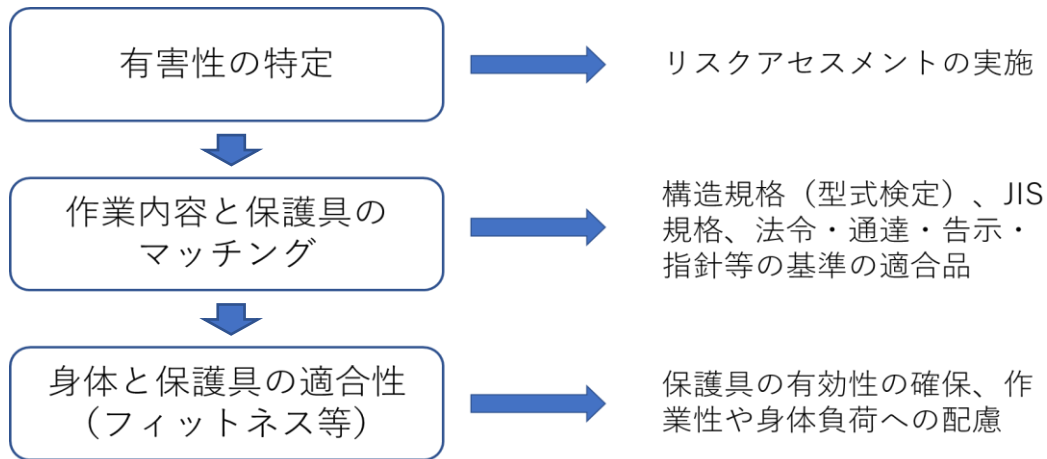 有害性の特定
リスクアセスメントの実施
作業内容と保護具の
マッチング
構造規格（型式検定）、JIS
規格、法令・通達・告示・
指針等の基準の適合品
身体と保護具の適合性
（フィットネス等）
保護具の有効性の確保、作
業性や身体負荷への配慮